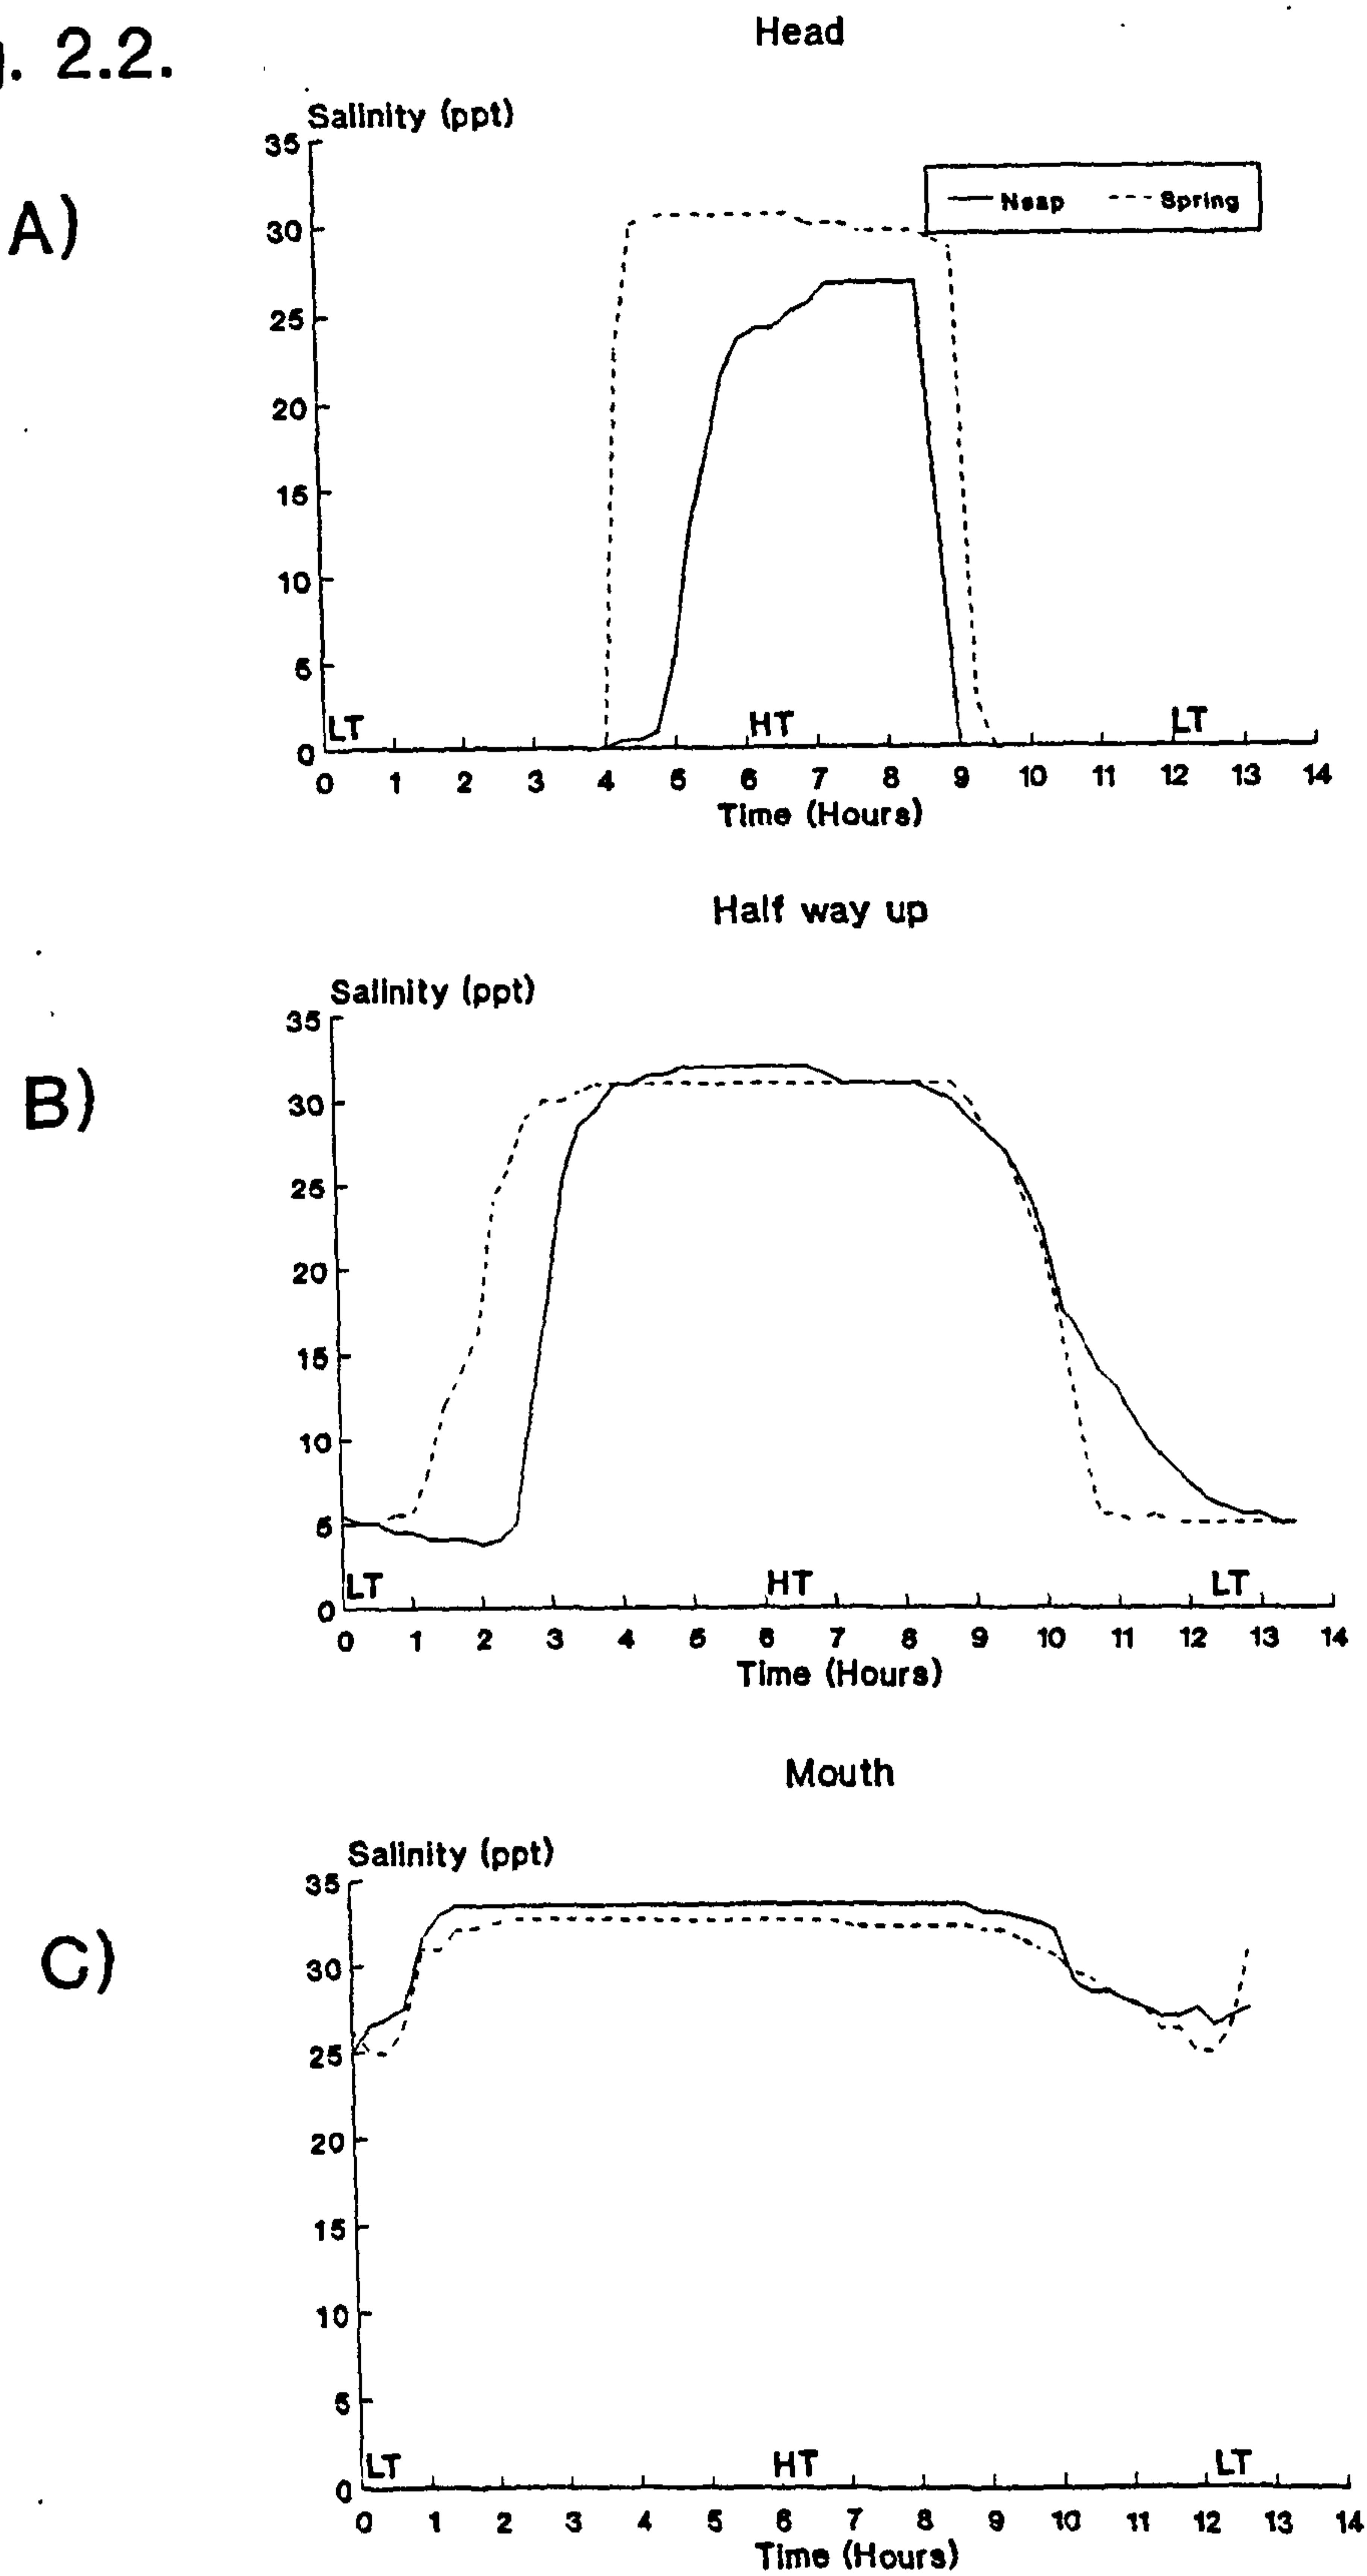 . 2.2.
Head
A)
Salinity (ppt)
35
30
25
20
15
10
5
0
Neap Spring
LT HT LT
0 1 2 3 4 5 6 7 8 9 10 11 12 13 14
Time (Hours)
Half way up
B)
Salinity (ppt)
35
30
25
20
15
10
5
0
LT HT LT
0 1 2 3 4 5 6 7 8 9 10 11 12 13 14
Time (Hours)
Mouth
C)
Salinity (ppt)
35
30
25
20
15
10
5
0
LT HT LT
0 1 2 3 4 5 6 7 8 9 10 11 12 13 14
Time (Hours)